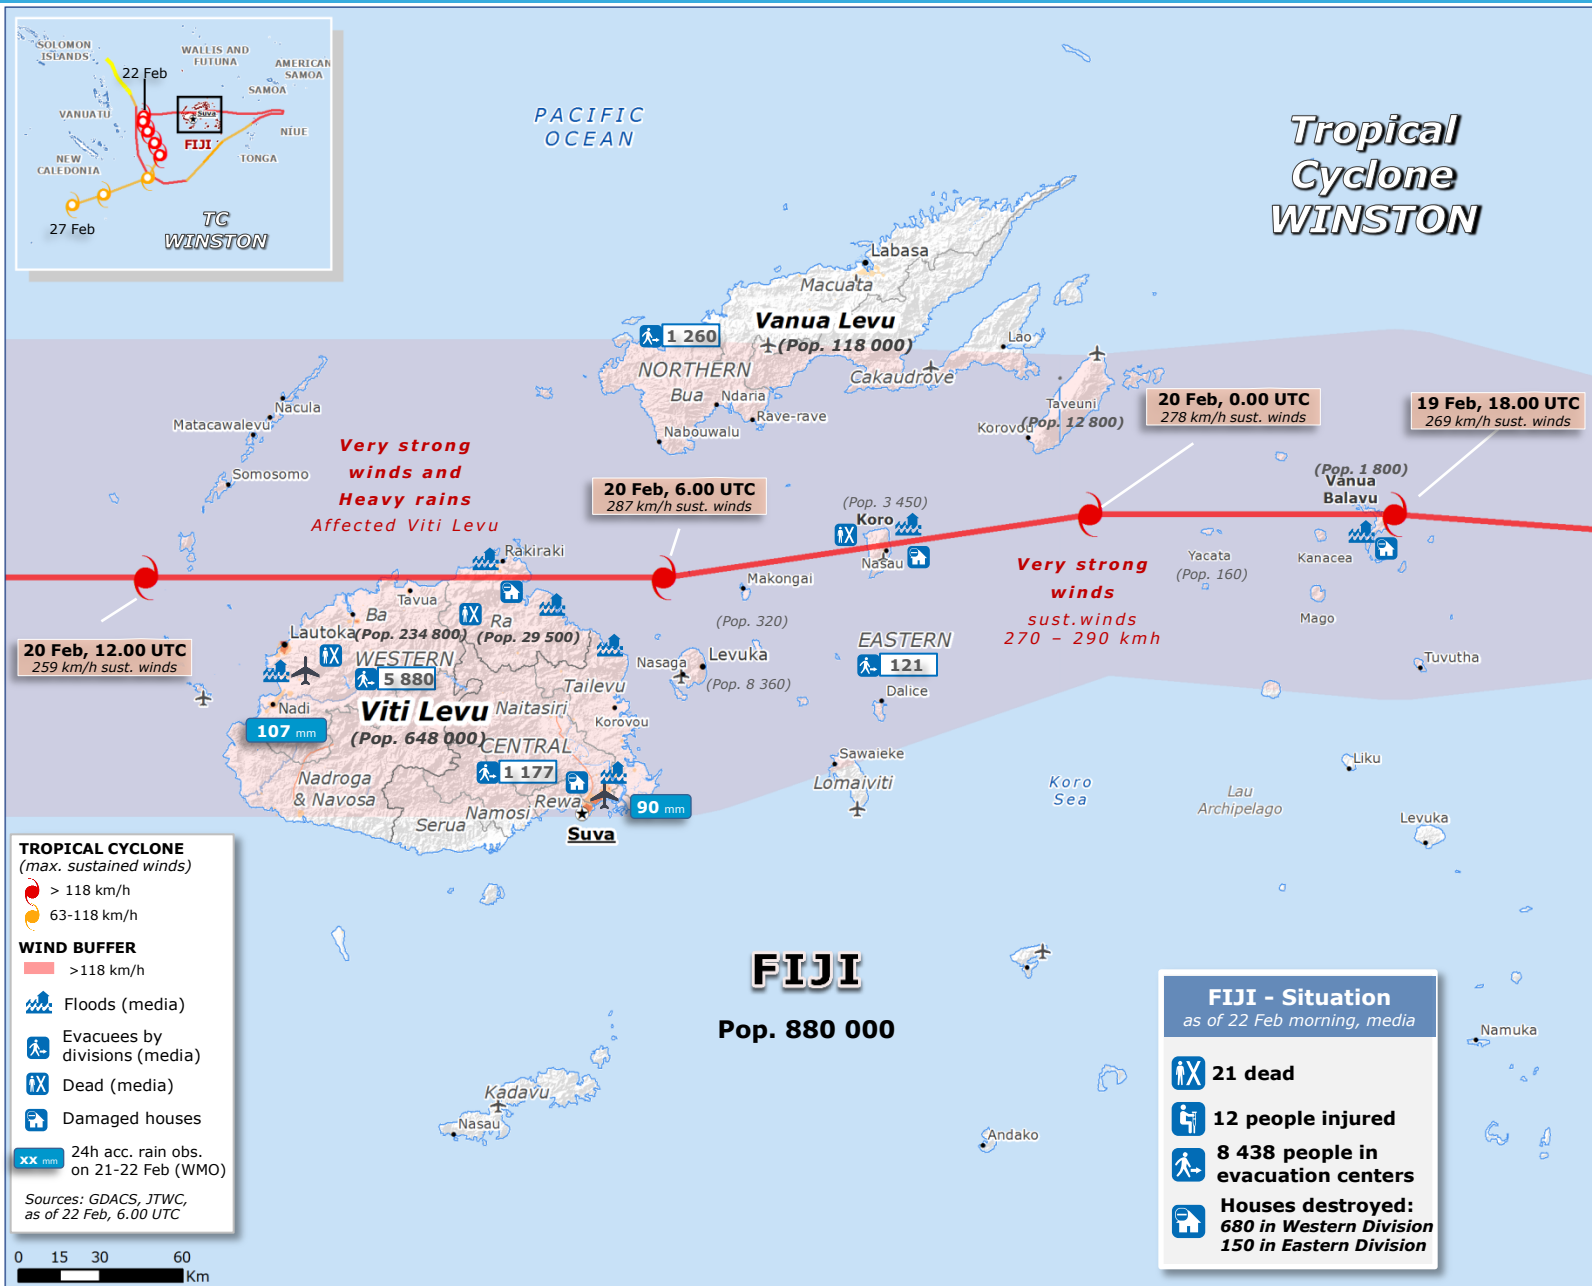 SOLOMON
ISLANDS
WALLIS AND
FUTUNA
22 Feb
AMERICAN
SAMOA
SAMOA
VANUATU
Suva
FIJI
NIUE
NEW
CALEDONIA
TONGA
27 Feb
TC
WINSTON
PACIFIC
OCEAN
Tropical
Cyclone
WINSTON
Labasa
Macuata
Vanua Levu
(Pop. 118 000)
1 260
NORTHERN
Bua
Lao
Cakaudrove
Ndaria
Rave-rave
Nabouwalu
Taveuni
(Pop. 12 800)
Korovou
20 Feb, 0.00 UTC
278 km/h sust. winds
19 Feb, 18.00 UTC
269 km/h sust. winds
Nacula
Matacawalevu
Somosomo
Very strong
winds and
Heavy rains
Affected Viti Levu
20 Feb, 6.00 UTC
287 km/h sust. winds
(Pop. 3 450)
Koro
Nasau
(Pop. 1 800)
Vanua
Balavu
Yacata
(Pop. 160)
Kanacea
Mago
Very strong
winds
sust.winds
270 – 290 kmh
Rakiraki
Makongai
(Pop. 320)
Tavua
Ba
(Pop. 234 800)
Ra
(Pop. 29 500)
Lautoka
20 Feb, 12.00 UTC
259 km/h sust. winds
WESTERN
5 880
EASTERN
121
Dalice
Nasaga
Levuka
(Pop. 8 360)
Tuvutha
Tailevu
Naitasiri
Korovou
Nadi
107 mm
Viti Levu
(Pop. 648 000)
CENTRAL
1 177
Nadroga
& Navosa
Rewa
90 mm
Namosi
Serua
Suva
Sawaieke
Lomaiviti
Koro
Sea
Lau
Archipelago
Liku
Levuka
TROPICAL CYCLONE
(max. sustained winds)
> 118 km/h
63-118 km/h
WIND BUFFER
>118 km/h
Floods (media)
Evacuees by
divisions (media)
Dead (media)
Damaged houses
xx mm
24h acc. rain obs.
on 21-22 Feb (WMO)
Sources: GDACS, JTWC,
as of 22 Feb, 6.00 UTC
0 15 30 60
Km
FIJI
Pop. 880 000
Kadavu
Nasau
Andako
Namuka
FIJI - Situation
as of 22 Feb morning, media
21 dead
12 people injured
8 438 people in
evacuation centers
Houses destroyed:
680 in Western Division
150 in Eastern Division